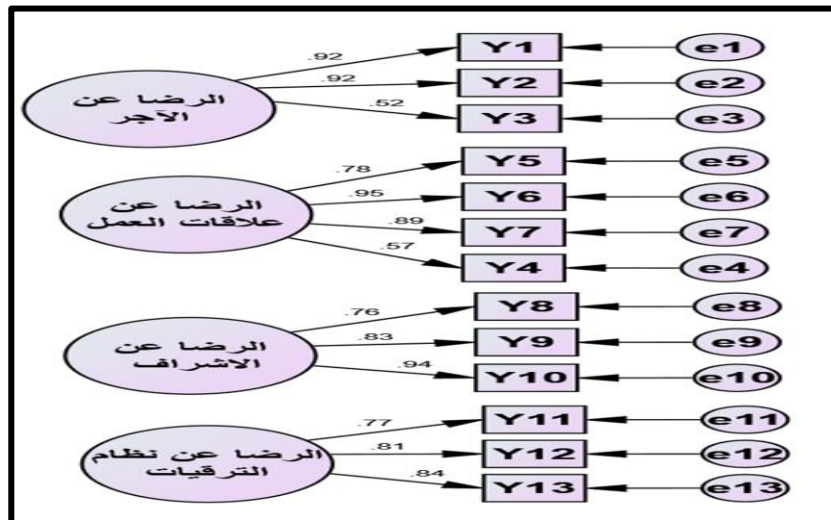 .92 Y1 e1
الرضا عن
الآجر
.92 Y2 e2
.52 Y3 e3
.78 Y5 e5
الرضا عن
علاقات العمل
.95 Y6 e6
.89 Y7 e7
.57 Y4 e4
.76 Y8 e8
الرضا عن
الاشراف
.83 Y9 e9
.94 Y10 e10
.77 Y11 e11
الرضا عن نظام
الترقيات
.81 Y12 e12
.84 Y13 e13